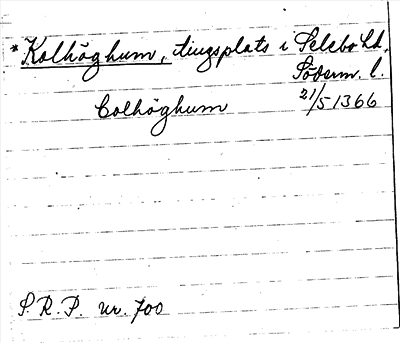 *Kolhöghum, tingsplats i Selebo hd,
Söderm. l.
Colhöghum 21/5 1366
S.R.P. nr. 700